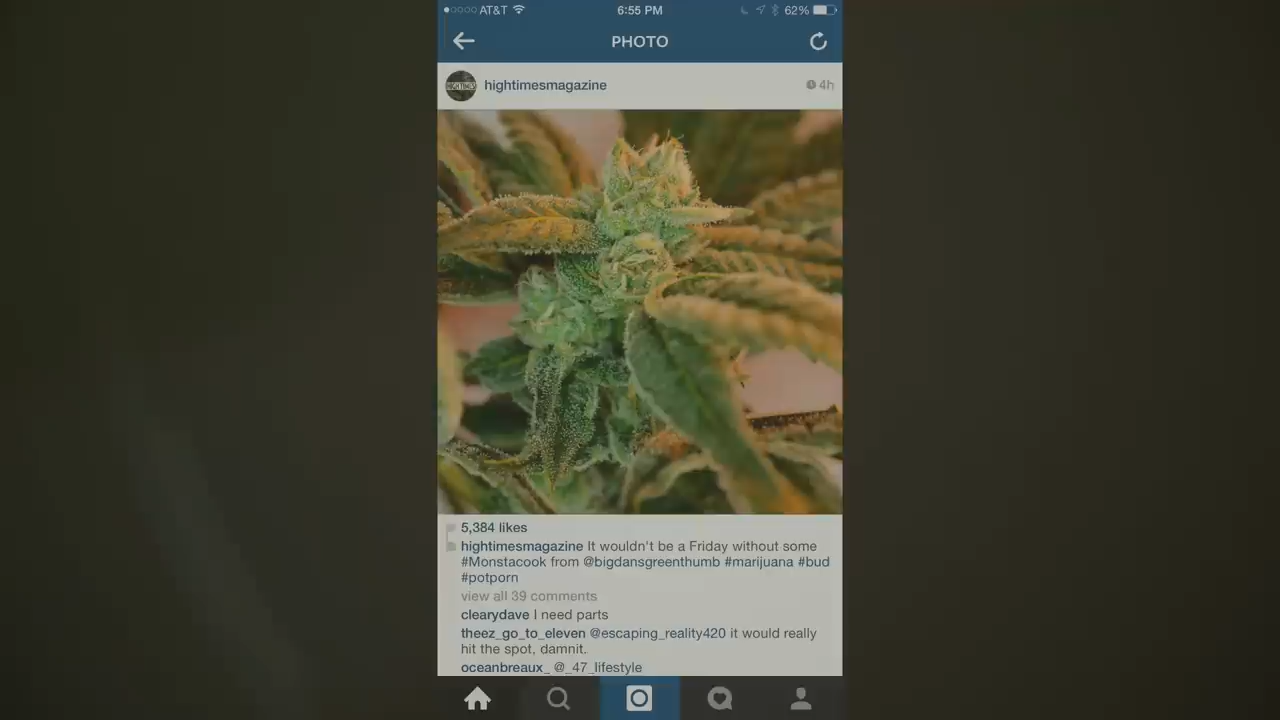 AT&T 6:55 PM 62%
PHOTO
hightimesmagazine 4h
HIGH TIMES
5,384 likes
hightimesmagazine It wouldn't be a Friday without some
#Monstacook from @bigdansgreenthumb #marijuana #bud
#potporn
view all 39 comments
clearydave I need parts
theez_go_to_eleven @escaping_reality420 it would really
hit the spot, damnit.
oceanbreaux_ @_47_lifestyle